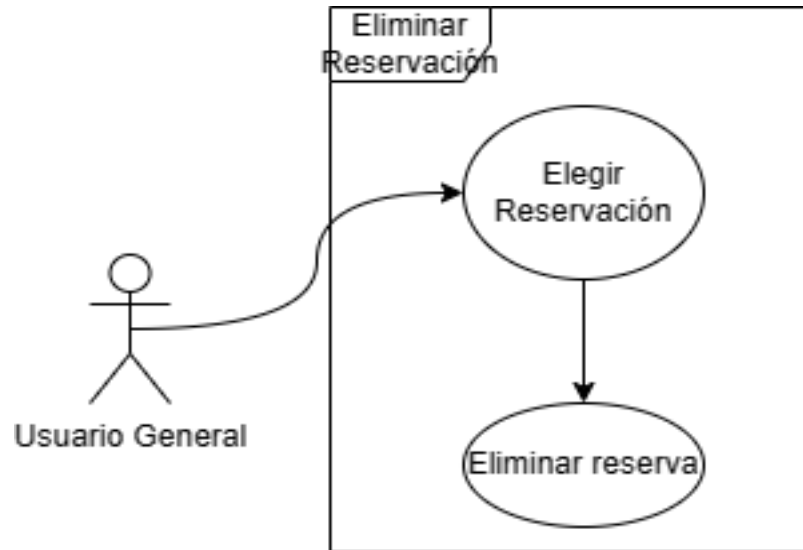 Eliminar
Reservación
Elegir
Reservación
Usuario General
Eliminar reserva